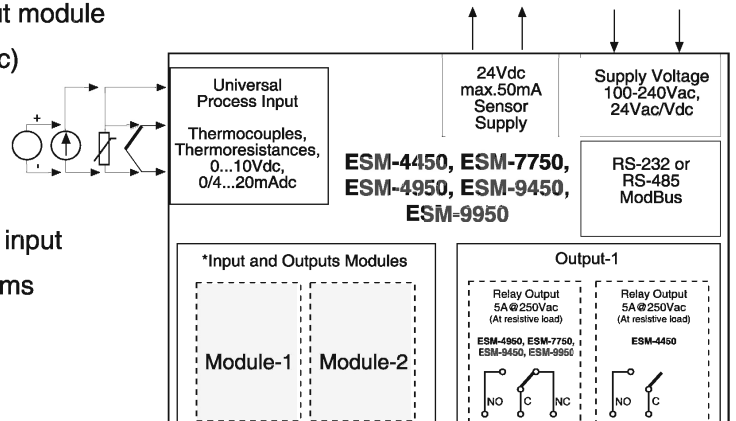 ut module
c)
input
ms
+
-
Universal
Process Input
Thermocouples,
Thermoresistances,
0...10Vdc,
0/4...20mAdc
24Vdc
max.50mA
Sensor
Supply
Supply Voltage
100-240Vac,
24Vac/Vdc
ESM-4450, ESM-7750,
ESM-4950, ESM-9450,
ESM-9950
RS-232 or
RS-485
ModBus
*Input and Outputs Modules
Module-1
Module-2
Output-1
Relay Output
5A@250Vac
(At resistive load)
ESM-4950, ESM-7750,
ESM-9450, ESM-9950
NO
C
NC
Relay Output
5A@250Vac
(At resistive load)
ESM-4450
NO
C